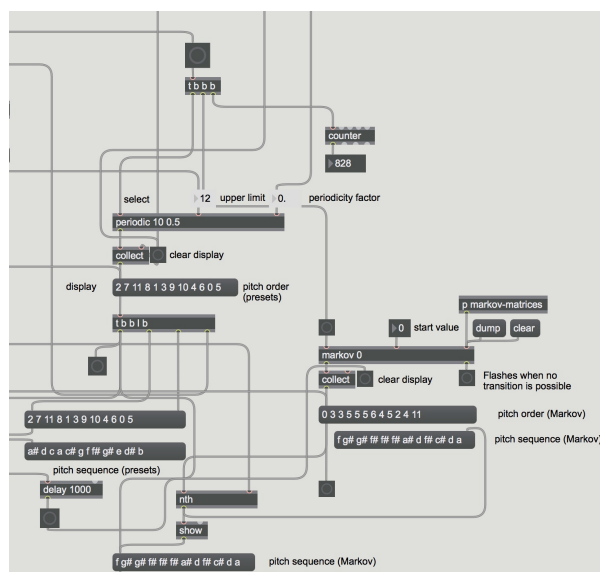 t b b b
counter
828
select
12
upper limit
0.
periodicity factor
periodic 10 0.5
collect
clear display
display
2 7 11 8 1 3 9 10 4 6 0 5
pitch order
(presets)
p markov-matrices
t b b l b
0
start value
dump
clear
markov 0
collect
clear display
Flashes when no
transition is possible
2 7 11 8 1 3 9 10 4 6 0 5
0 3 3 5 5 5 6 4 5 2 4 11
pitch order (Markov)
a# d c a c# g f f# g# e d# b
f g# g# f# f# f# a# d f# c# d a
pitch sequence (Markov)
pitch sequence (presets)
delay 1000
nth
show
f g# g# f# f# f# a# d f# c# d a
pitch sequence (Markov)